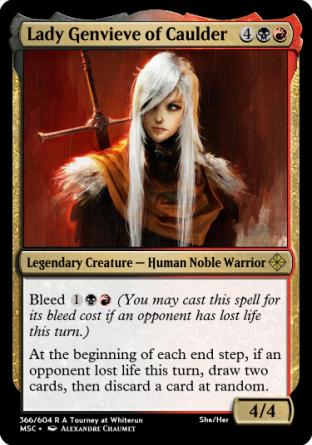 Lady Genvieve of Caulder 4
Legendary Creature — Human Noble Warrior
Bleed 1 (You may cast this spell for
its bleed cost if an opponent has lost life
this turn.)
At the beginning of each end step, if an
opponent lost life this turn, draw two
cards, then discard a card at random.
4/4
366/604 R A Tourney at Whiterun She/Her
MSC • Alexandre Chaumet